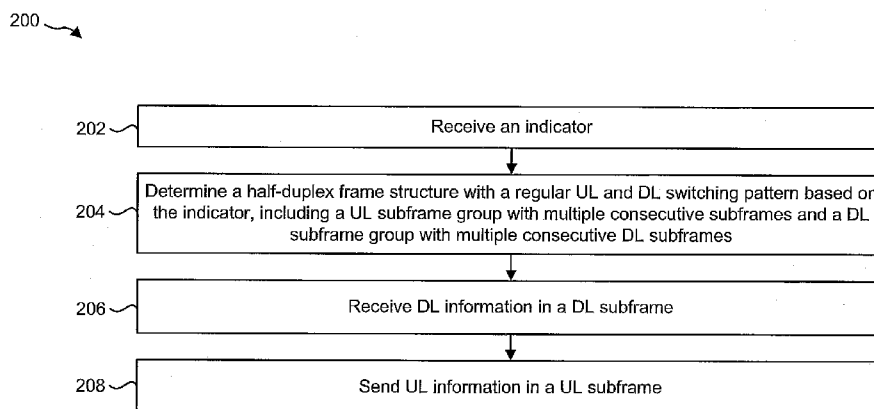 200
202
Receive an indicator
204
Determine a half-duplex frame structure with a regular UL and DL switching pattern based on
the indicator, including a UL subframe group with multiple consecutive subframes and a DL
subframe group with multiple consecutive DL subframes
206
Receive DL information in a DL subframe
208
Send UL information in a UL subframe